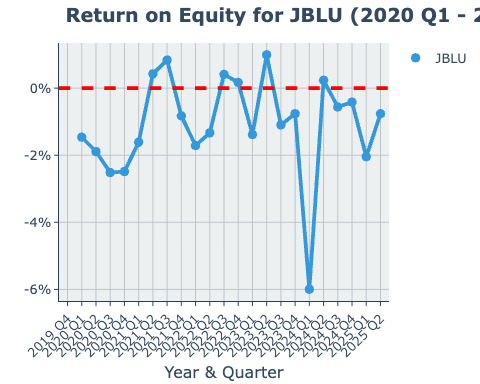 Return on Equity for JBLU (2020 Q1 - 2
JBLU
0%
-2%
-4%
-6%
2019 Q4
2020 Q1
2020 Q2
2020 Q3
2020 Q4
2021 Q1
2021 Q2
2021 Q3
2021 Q4
2022 Q1
2022 Q2
2022 Q3
2022 Q4
2023 Q1
2023 Q2
2023 Q3
2023 Q4
2024 Q1
2024 Q2
2024 Q3
2024 Q4
2025 Q1
2025 Q2
Year & Quarter